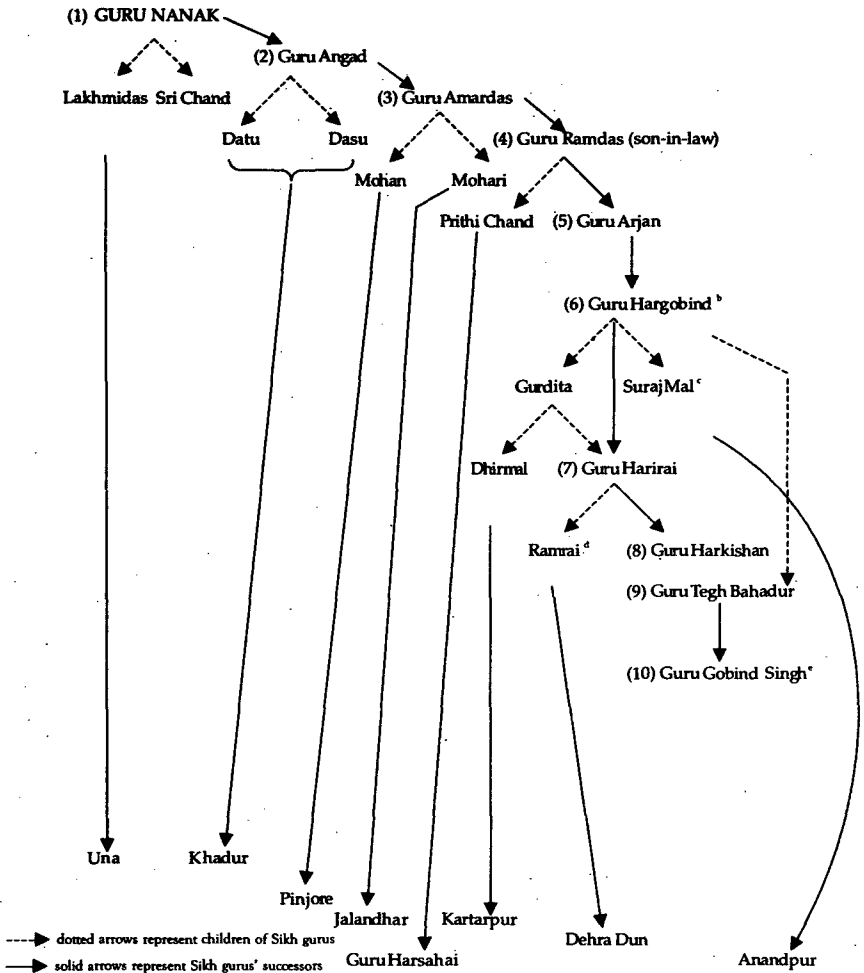 (1) GURU NANAK
(2) Guru Angad
Lakhmidas Sri Chand
(3) Guru Amardas
Datu Dasu
(4) Guru Ramdas (son-in-law)
Mohan Mohari
Prithi Chand (5) Guru Arjan
(6) Guru Hargobind b
Gurdita Suraj Mal c
Dhirmal (7) Guru Harirai
Ramrai d (8) Guru Harkishan
(9) Guru Tegh Bahadur
(10) Guru Gobind Singh e
Una Khadur
Pinjore
Jalandhar Kartarpur
dotted arrows represent children of Sikh gurus
Dehra Dun
Guru Harsahai Anandpur
solid arrows represent Sikh gurus' successors